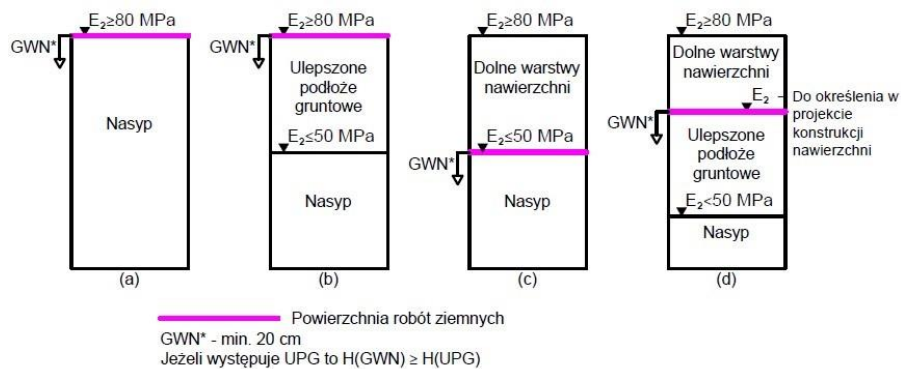 E₂≥80 MPa
GWN*
Nasyp
(a)
E₂≥80 MPa
GWN*
Ulepszone
podłoże
gruntowe
E₂≤50 MPa
Nasyp
(b)
E₂≥80 MPa
Dolne warstwy
nawierzchni
GWN*
E₂≤50 MPa
Nasyp
(c)
E₂≥80 MPa
Dolne warstwy
nawierzchni
E₂ - Do określenia w
projekcie
konstrukcji
nawierzchni
GWN*
Ulepszone
podłoże
gruntowe
E₂<50 MPa
Nasyp
(d)
Powierzchnia robót ziemnych
GWN* - min. 20 cm
Jeżeli występuje UPG to H(GWN) ≥ H(UPG)